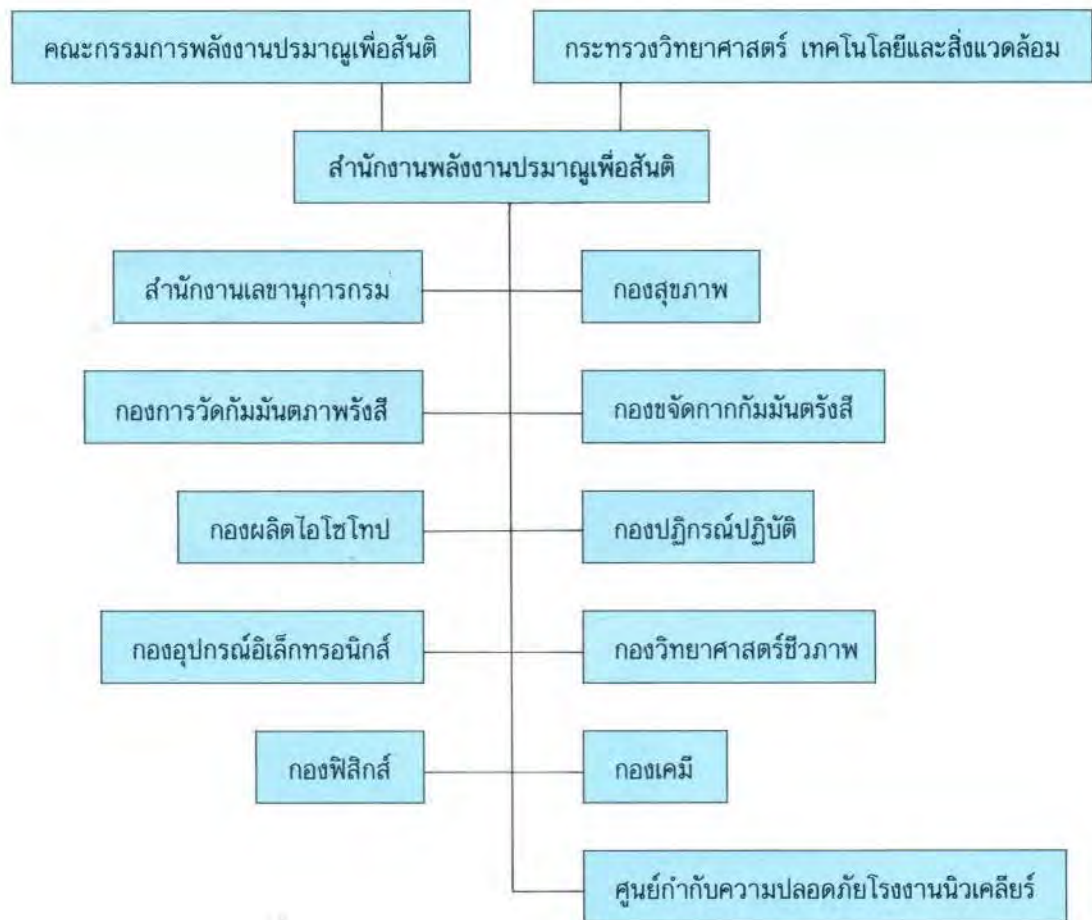 คณะกรรมการพลังงานปรมาณูเพื่อสันติ
กระทรวงวิทยาศาสตร์ เทคโนโลยีและสิ่งแวดล้อม
สำนักงานพลังงานปรมาณูเพื่อสันติ
สำนักงานเลขานุการกรม
กองสุขภาพ
กองการวัดกัมมันตภาพรังสี
กองขจัดกากกัมมันตรังสี
กองผลิตไอโซโทป
กองปฏิกรณ์ปฏิบัติ
กองอุปกรณ์อิเล็กทรอนิกส์
กองวิทยาศาสตร์ชีวภาพ
กองฟิสิกส์
กองเคมี
ศูนย์กำกับความปลอดภัยโรงงานนิวเคลียร์